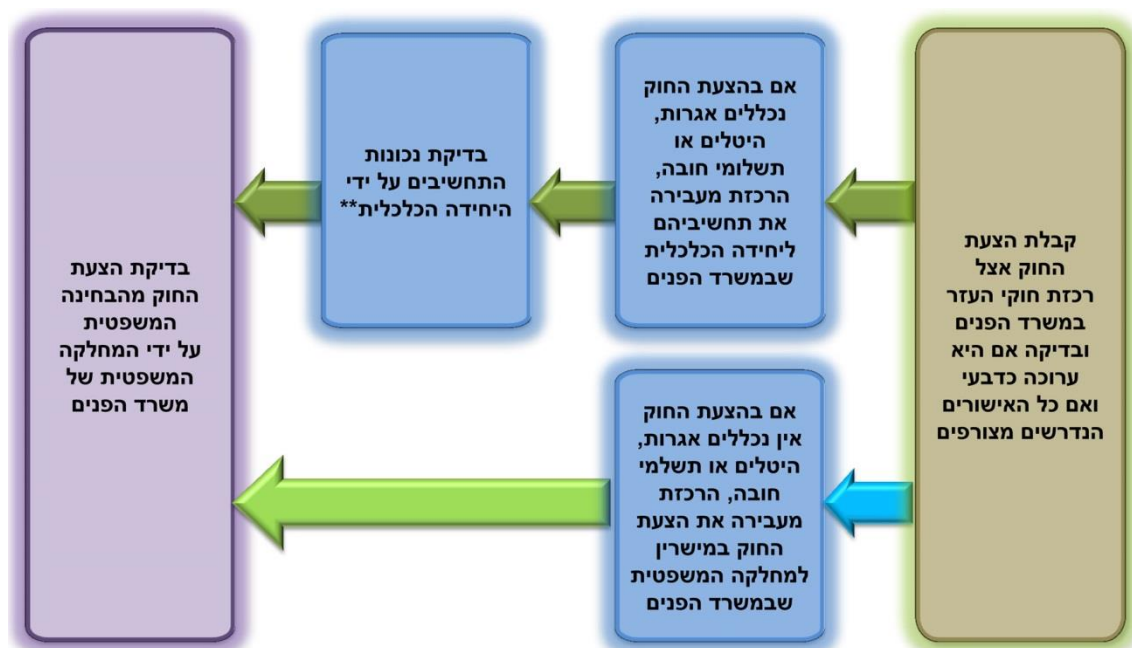 קבלת הצעת
החוק אצל
רכזת חוקי העזר
במשרד הפנים
ובדיקה אם היא
ערוכה כדבעי
ואם כל האישורים
הנדרשים מצורפים
אם בהצעת החוק
נכללים אגרות,
היטלים או
תשלומי חובה,
הרכזת מעבירה
את תחשיביהם
ליחידה הכלכלית
שבמשרד הפנים
בדיקת נכונות
התחשיבים על ידי
היחידה הכלכלית**
אם בהצעת החוק
אין נכללים אגרות,
היטלים או תשלמי
חובה, הרכזת
מעבירה את הצעת
החוק במישרין
למחלקה המשפטית
שבמשרד הפנים
בדיקת הצעת
החוק מהבחינה
המשפטית
על ידי המחלקה
המשפטית של
משרד הפנים